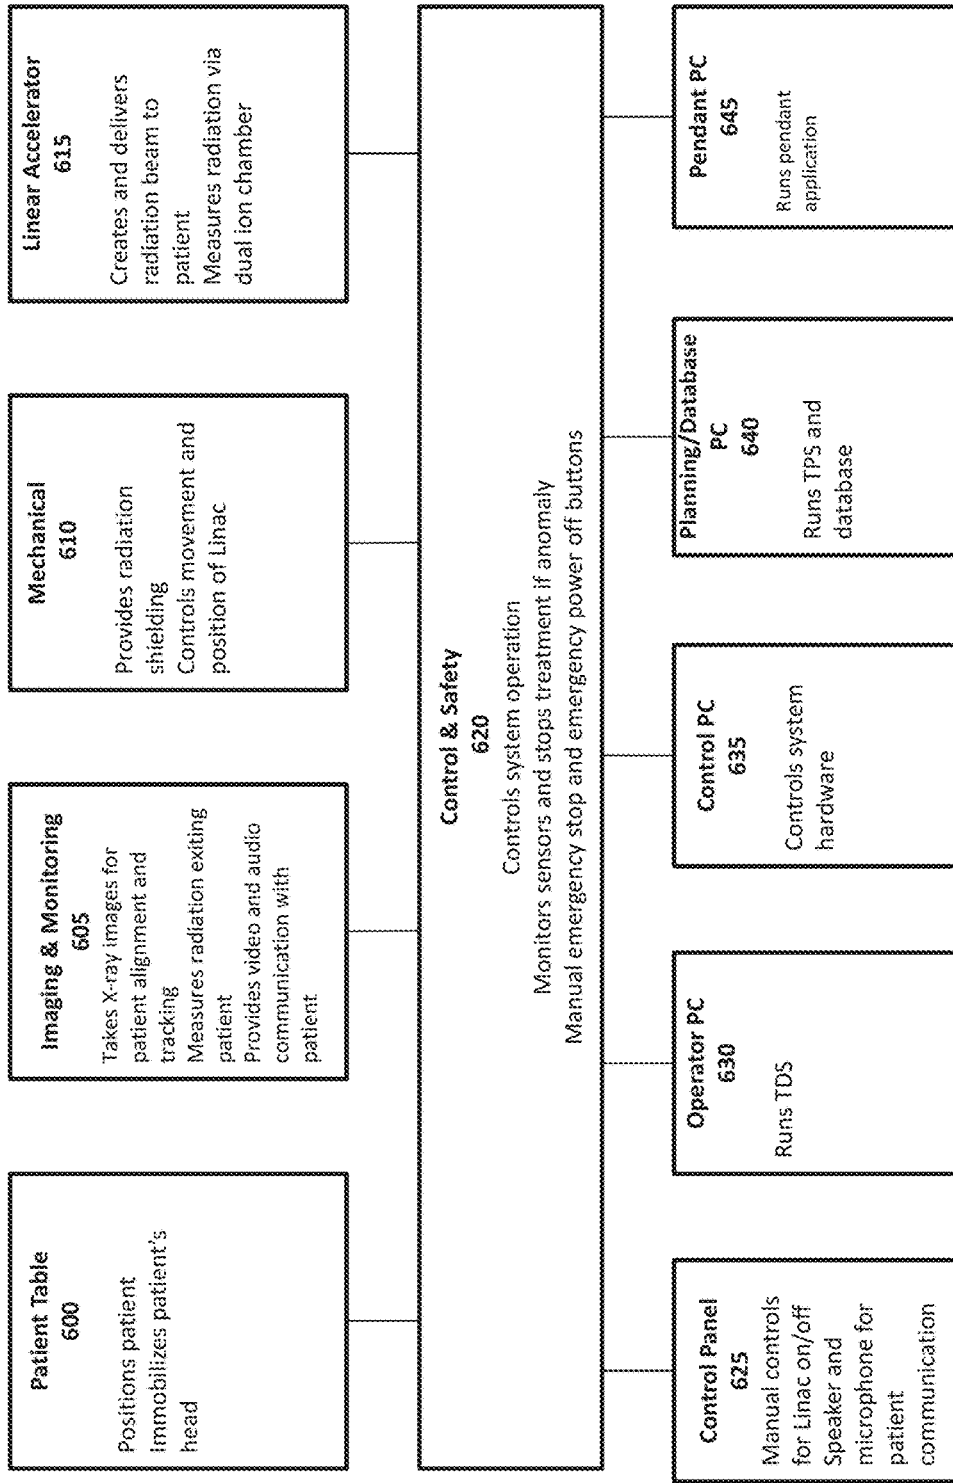 Patient Table
600
Positions patient
Immobilizes patient's
head
Imaging & Monitoring
605
Takes X-ray images for
patient alignment and
tracking
Measures radiation exiting
patient
Provides video and audio
communication with
patient
Mechanical
610
Provides radiation
shielding
Controls movement and
position of Linac
Linear Accelerator
615
Creates and delivers
radiation beam to
patient
Measures radiation via
dual ion chamber
Control & Safety
620
Controls system operation
Monitors sensors and stops treatment if anomaly
Manual emergency stop and emergency power off buttons
Control Panel
625
Manual controls
for Linac on/off
Speaker and
microphone for
patient
communication
Operator PC
630
Runs TDS
Control PC
635
Controls system
hardware
Planning/Database
PC
640
Runs TPS and
database
Pendant PC
645
Runs pendant
application